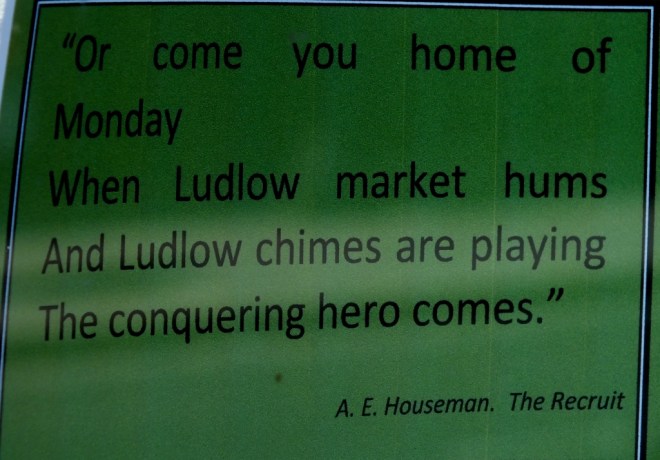 “Or come you home of
Monday
When Ludlow market hums
And Ludlow chimes are playing
The conquering hero comes.”
A. E. Houseman. The Recruit